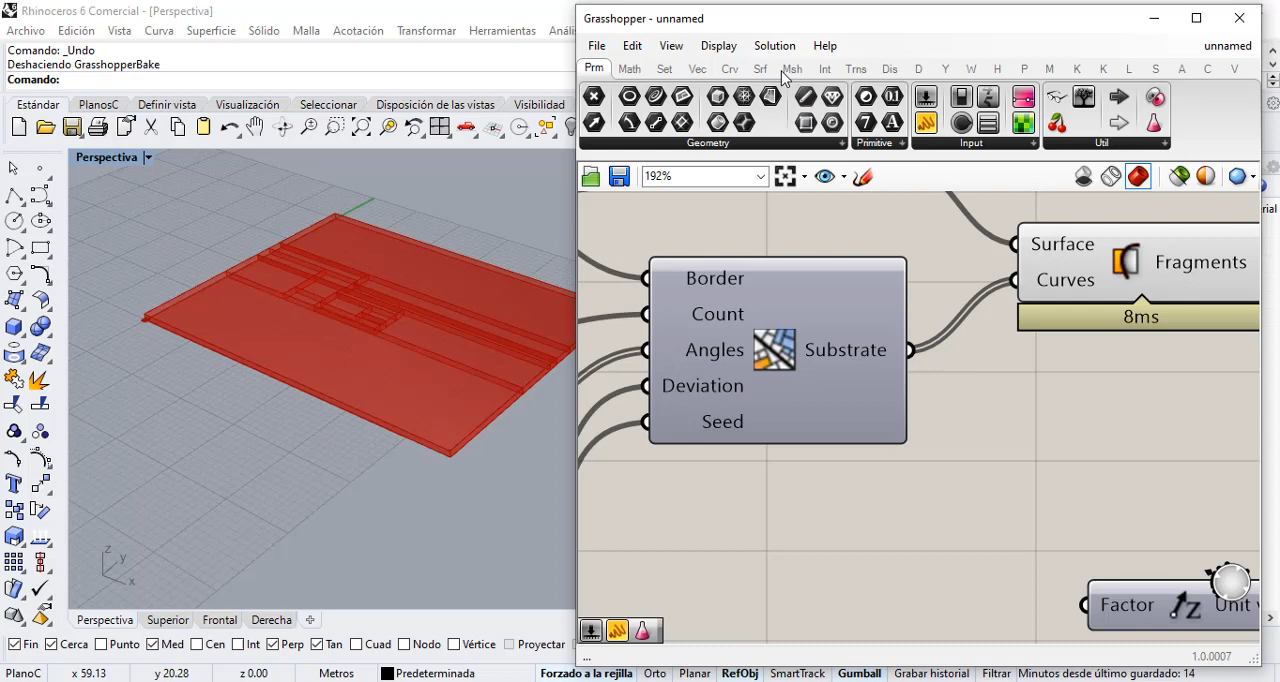 Rhinoceros 6 Comercial - [Perspectiva]
Archivo Edición Vista Curva Superficie Sólido Malla Acotación Transformar Herramientas Anális
Comando: _Undo
Deshaciendo GrasshopperBake
Comando:
Estándar PlanosC Definir vista Visualización Seleccionar Disposición de las vistas Visibilidad
Perspectiva
z
y
x
Perspectiva Superior Frontal Derecha
Fin Cerca Punto Med Cen Int Perp Tan Cuad Nodo Vértice Proyectar
PlanoC x 59.13 y 20.28 z 0.00 Metros Predeterminada Forzado a la rejilla Orto Planar RefObj SmartTrack Gumball Grabar historial Filtrar Minutos desde último guardado: 14
Grasshopper - unnamed
File Edit View Display Solution Help unnamed
Prm Math Set Vec Crv Srf Msh Int Trns Dis D Y W H P M K K L S A C V
Geometry Primitive Input Util
192%
Border
Count
Angles
Deviation
Seed
Substrate
Surface
Curves
Fragments
8ms
Factor
Z
Unit v
...
1.0.0007
rial